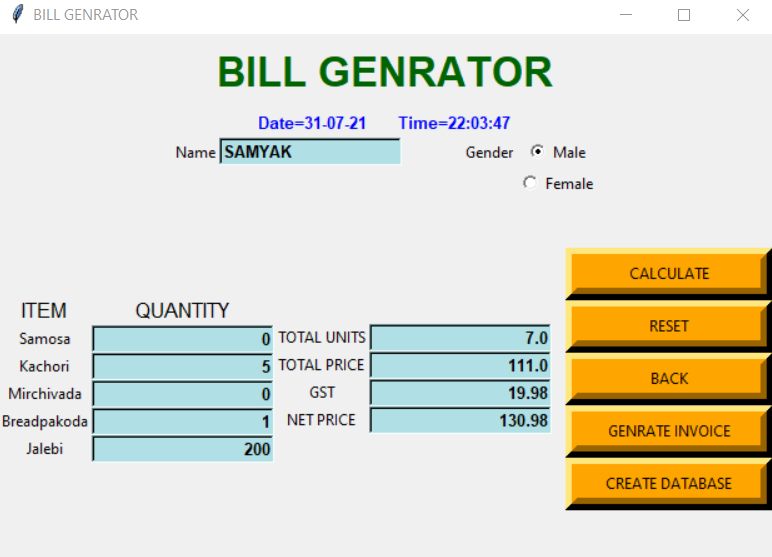 BILL GENRATOR
BILL GENRATOR
Date=31-07-21 Time=22:03:47
Name SAMYAK Gender Male
Female
CALCULATE
ITEM QUANTITY
RESET
Samosa 0 TOTAL UNITS 7.0
Kachori 5 TOTAL PRICE 111.0
BACK
Mirchivada 0 GST 19.98
Breadpakoda 1 NET PRICE 130.98
GENRATE INVOICE
Jalebi 200
CREATE DATABASE